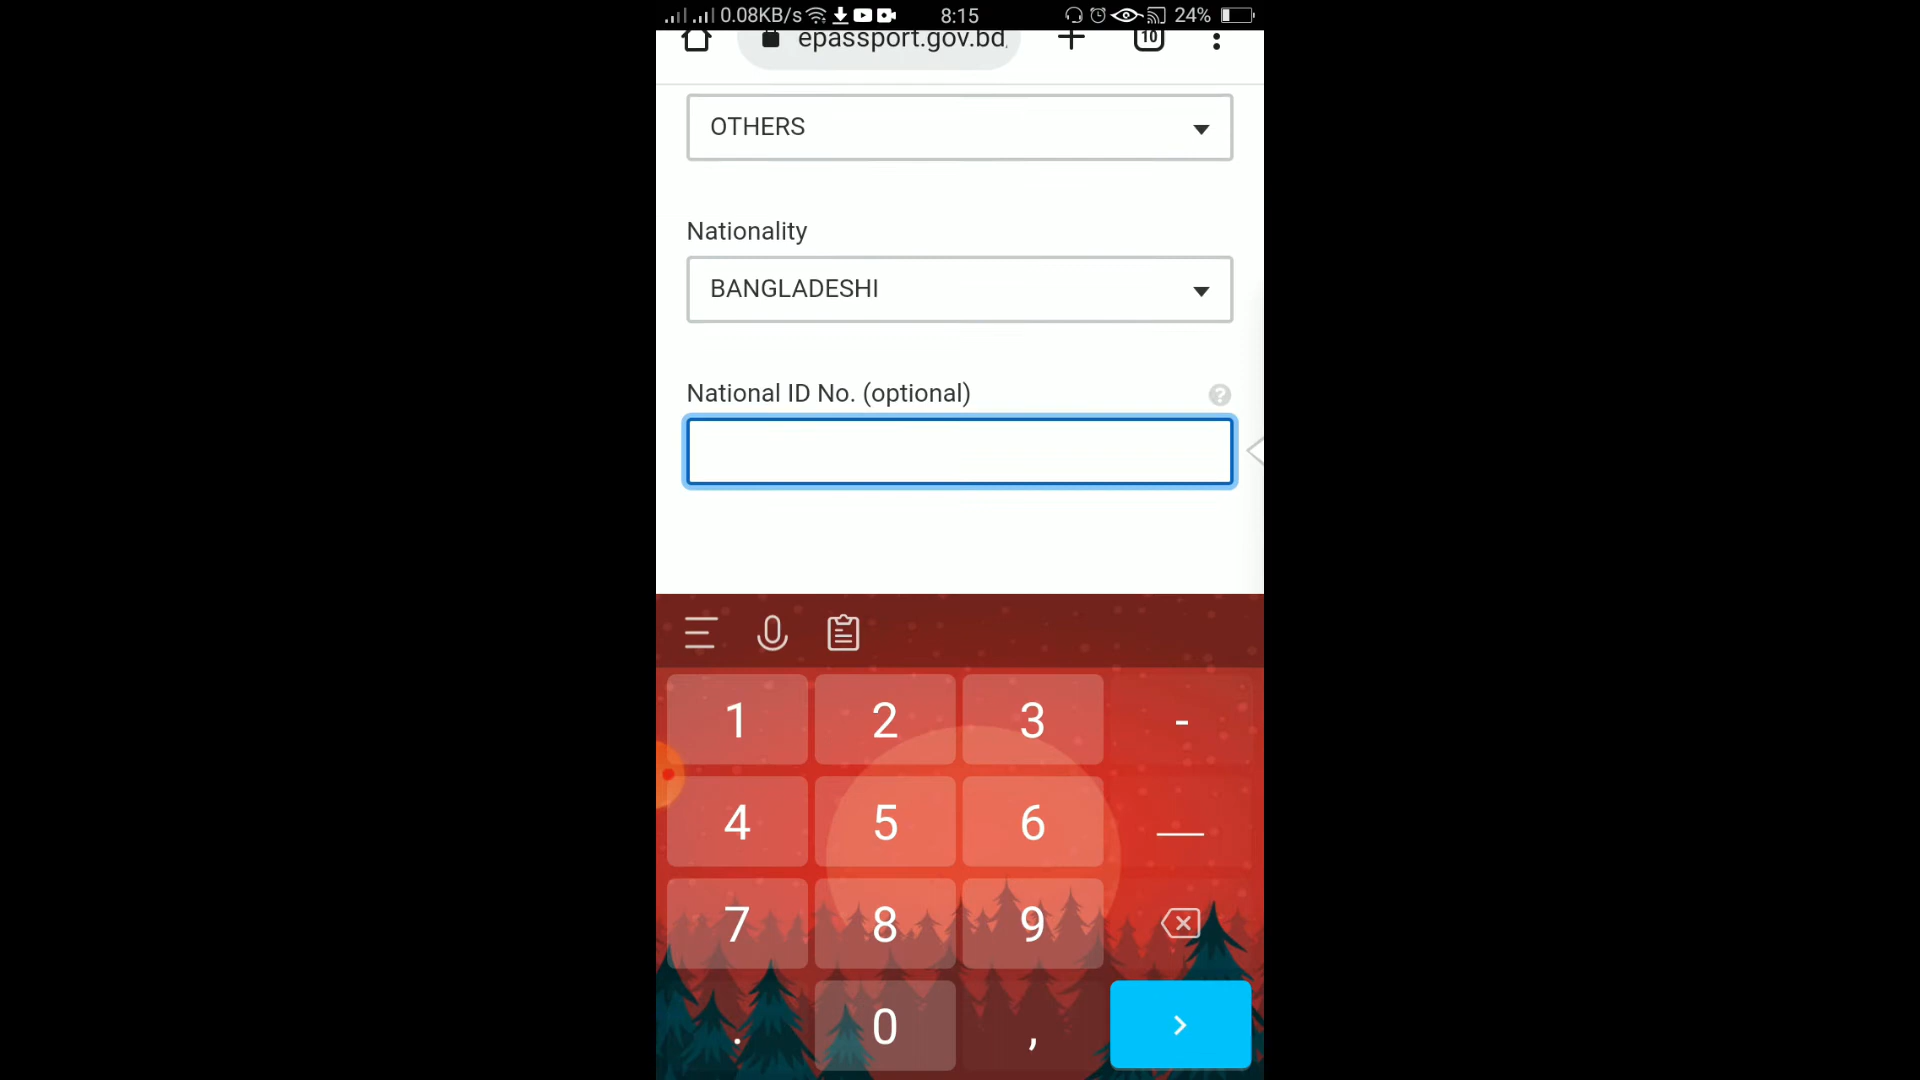 0.08KB/s 8:15 24%
epassport.gov.bd 10
OTHERS
Nationality
BANGLADESHI
National ID No. (optional) ?
1 2 3 -
4 5 6
7 8 9
. 0 ,